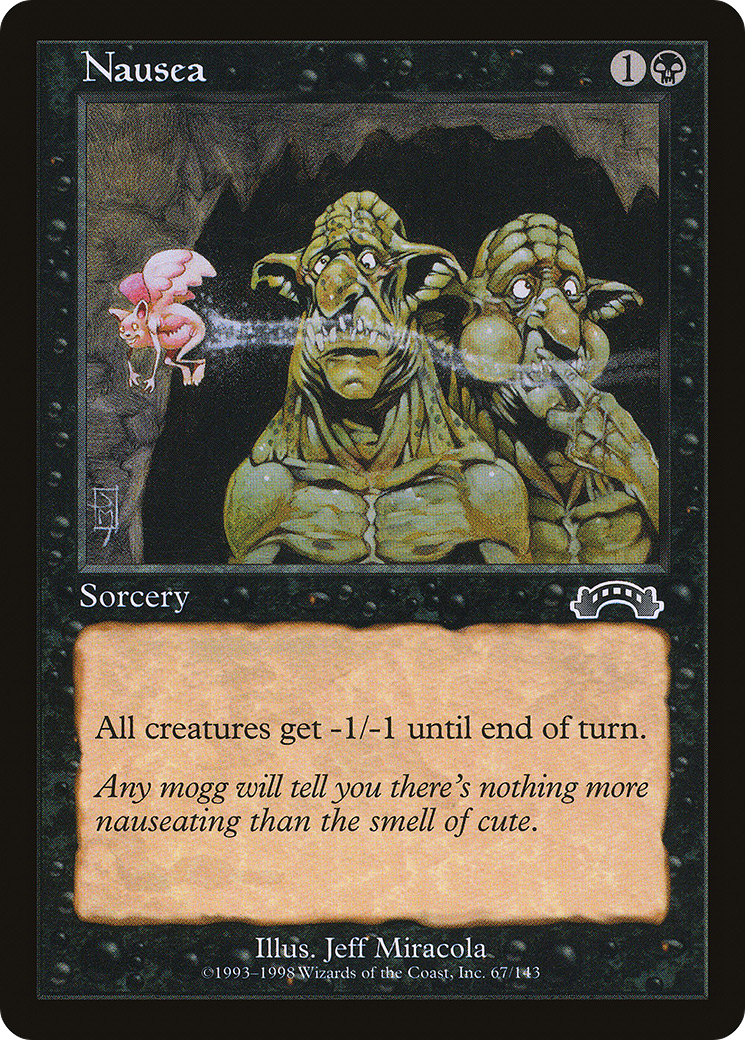 Nausea 1
Sorcery
All creatures get -1/-1 until end of turn.
Any mogg will tell you there's nothing more
nauseating than the smell of cute.
Illus. Jeff Miracola
©1993–1998 Wizards of the Coast, Inc. 67/143